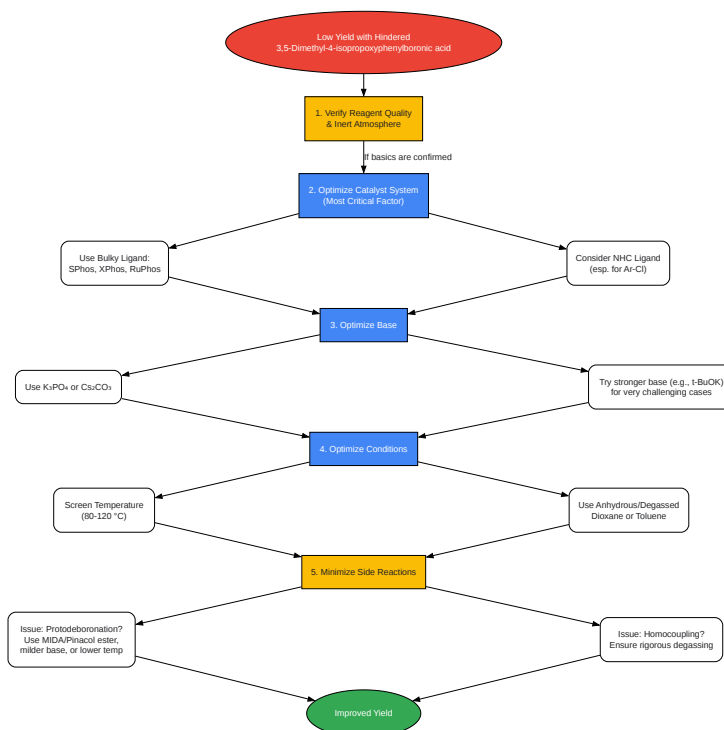 Low Yield with Hindered
3,5-Dimethyl-4-isopropoxyphenylboronic acid
1. Verify Reagent Quality
& Inert Atmosphere
If basics are confirmed
2. Optimize Catalyst System
(Most Critical Factor)
Use Bulky Ligand:
SPhos, XPhos, RuPhos
Consider NHC Ligand
(esp. for Ar-Cl)
3. Optimize Base
Use K₃PO₄ or Cs₂CO₃
Try stronger base (e.g., t-BuOK)
for very challenging cases
4. Optimize Conditions
Screen Temperature
(80-120 °C)
Use Anhydrous/Degassed
Dioxane or Toluene
5. Minimize Side Reactions
Issue: Protodeboronation?
Use MIDA/Pinacol ester,
milder base, or lower temp
Issue: Homocoupling?
Ensure rigorous degassing
Improved Yield